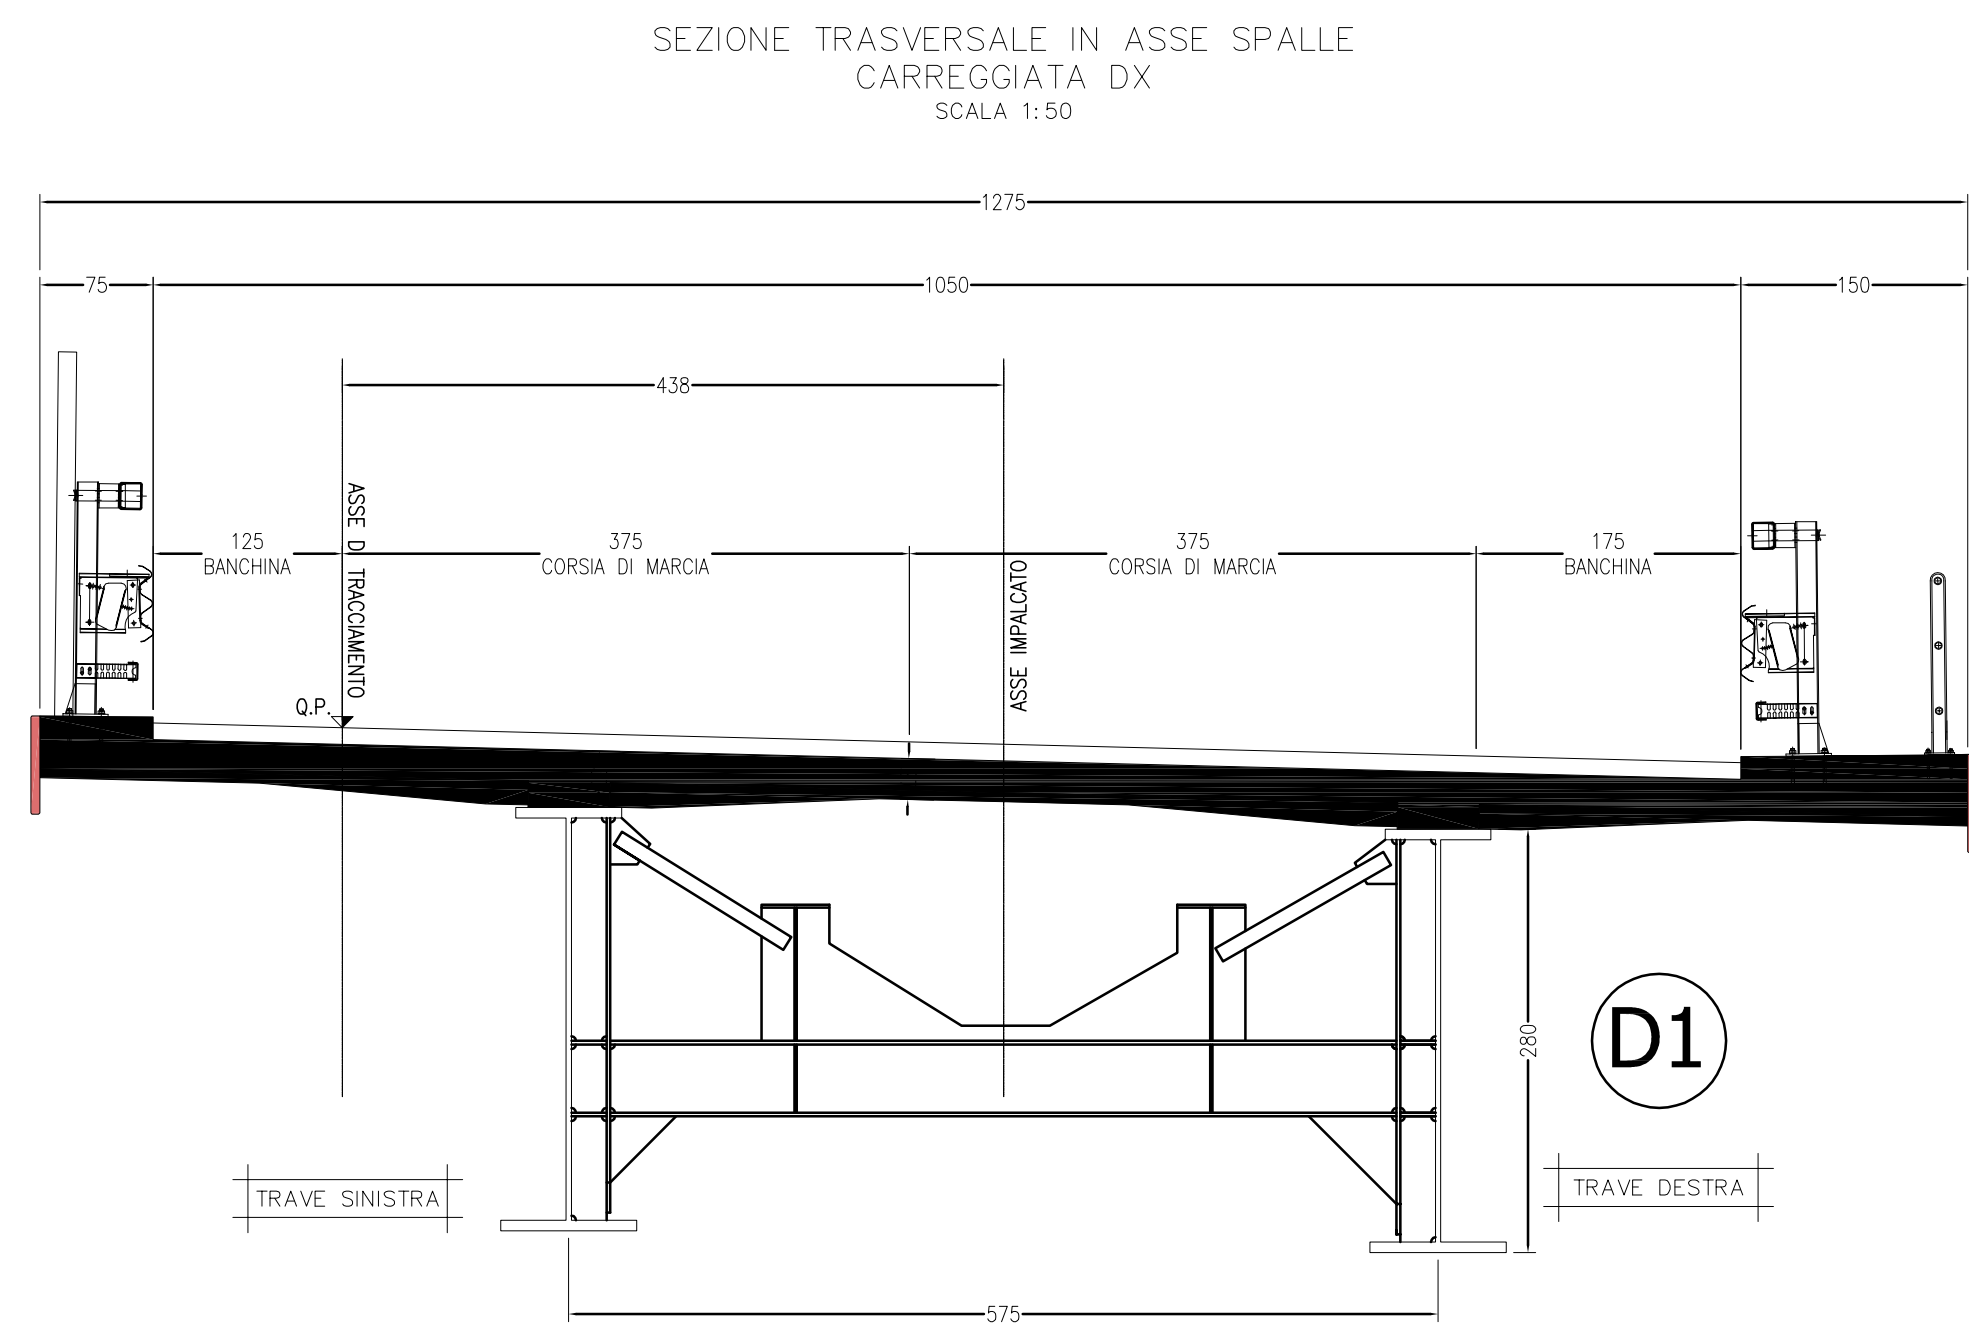 SEZIONE TRASVERSALE IN ASSE SPALLE
CARREGGIATA DX
SCALA 1:50
1275
75
1050
150
438
125
BANCHINA
ASSE D TRACCIAMENTO
375
CORSIA DI MARCIA
ASSE IMPALCATO
375
CORSIA DI MARCIA
175
BANCHINA
Q.P.
280
D1
TRAVE SINISTRA
TRAVE DESTRA
575